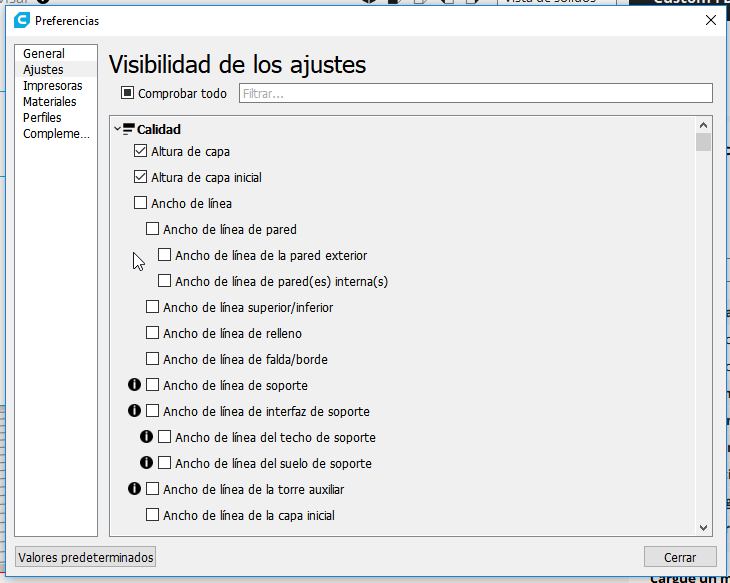 Vista de sólidos
Preferencias
General
Ajustes
Impresoras
Materiales
Perfiles
Compleme...
Visibilidad de los ajustes
Comprobar todo
Filtrar...
Calidad
Altura de capa
Altura de capa inicial
Ancho de línea
Ancho de línea de pared
Ancho de línea de la pared exterior
Ancho de línea de pared(es) interna(s)
Ancho de línea superior/inferior
Ancho de línea de relleno
Ancho de línea de falda/borde
Ancho de línea de soporte
Ancho de línea de interfaz de soporte
Ancho de línea del techo de soporte
Ancho de línea del suelo de soporte
Ancho de línea de la torre auxiliar
Ancho de línea de la capa inicial
Valores predeterminados
Cerrar
Cargue un m